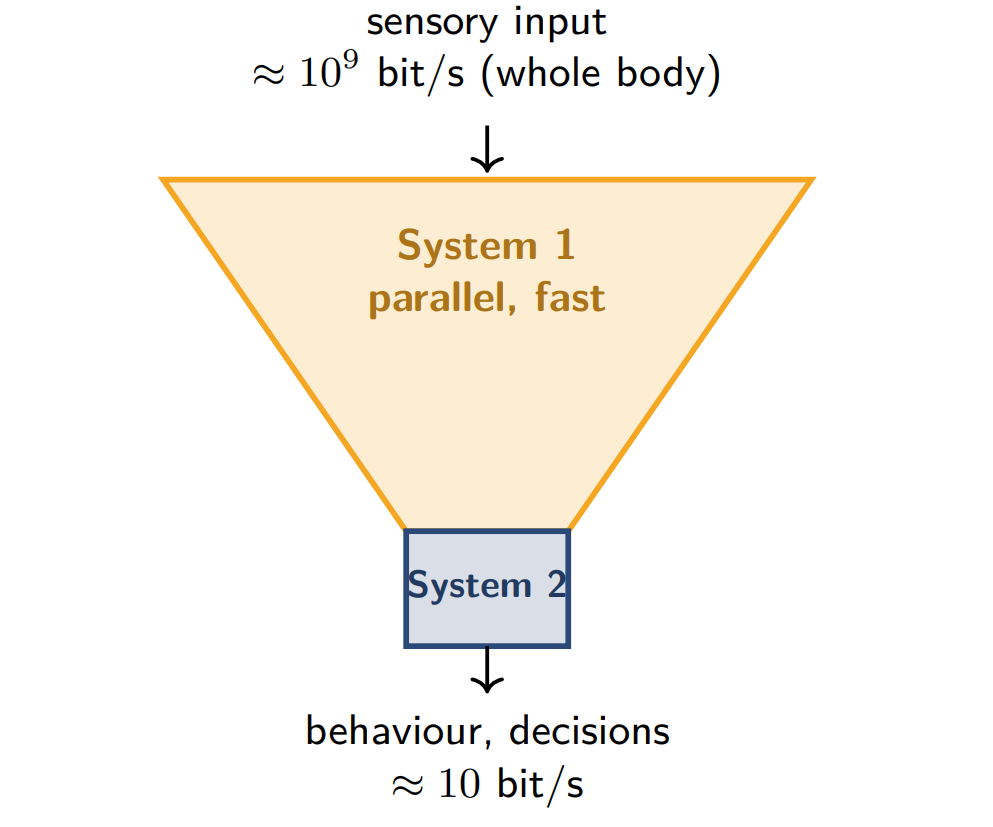 sensory input
≈ 10⁹ bit/s (whole body)
System 1
parallel, fast
System 2
behaviour, decisions
≈ 10 bit/s